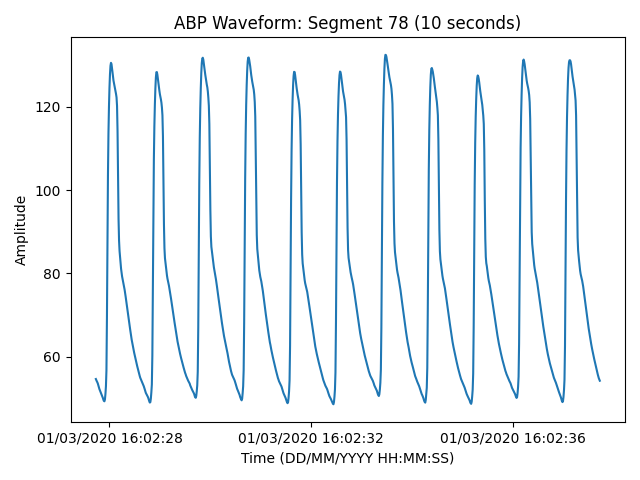 ABP Waveform: Segment 78 (10 seconds)
Amplitude
120
100
80
60
01/03/2020 16:02:28 01/03/2020 16:02:32 01/03/2020 16:02:36
Time (DD/MM/YYYY HH:MM:SS)